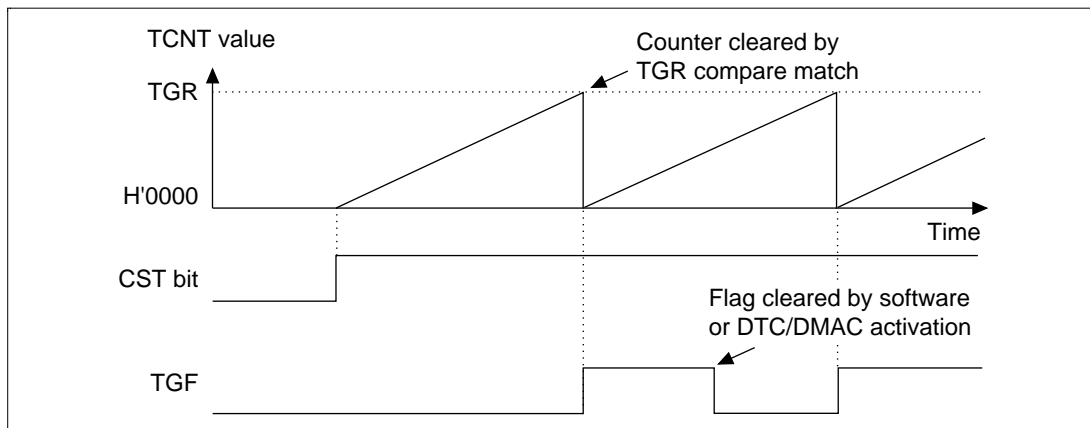 TCNT value
Counter cleared by
TGR compare match
TGR
H'0000
Time
CST bit
Flag cleared by software
or DTC/DMAC activation
TGF